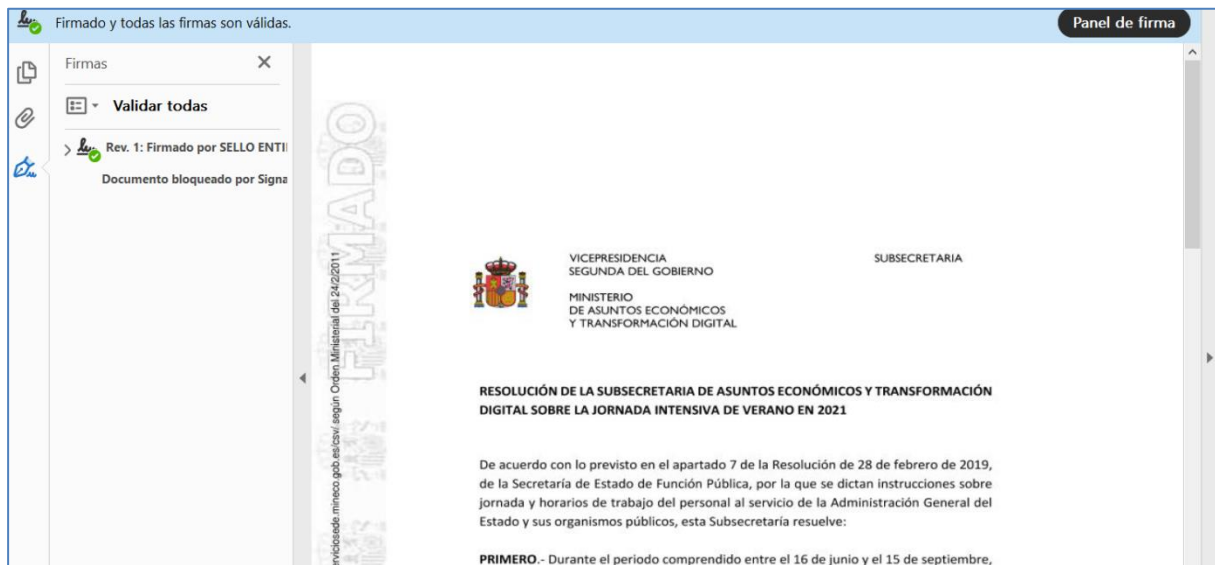 Firmado y todas las firmas son válidas.
Panel de firma
Firmas
Validar todas
Rev. 1: Firmado por SELLO ENTI
Documento bloqueado por Signa
FIRMADO
serviciosede.mineco.gob.es/csv/ según Orden Ministerial del 24/2/2011
VICEPRESIDENCIA
SEGUNDA DEL GOBIERNO
SUBSECRETARIA
MINISTERIO
DE ASUNTOS ECONÓMICOS
Y TRANSFORMACIÓN DIGITAL
RESOLUCIÓN DE LA SUBSECRETARIA DE ASUNTOS ECONÓMICOS Y TRANSFORMACIÓN
DIGITAL SOBRE LA JORNADA INTENSIVA DE VERANO EN 2021
De acuerdo con lo previsto en el apartado 7 de la Resolución de 28 de febrero de 2019,
de la Secretaría de Estado de Función Pública, por la que se dictan instrucciones sobre
jornada y horarios de trabajo del personal al servicio de la Administración General del
Estado y sus organismos públicos, esta Subsecretaría resuelve:
PRIMERO.- Durante el periodo comprendido entre el 16 de junio y el 15 de septiembre,